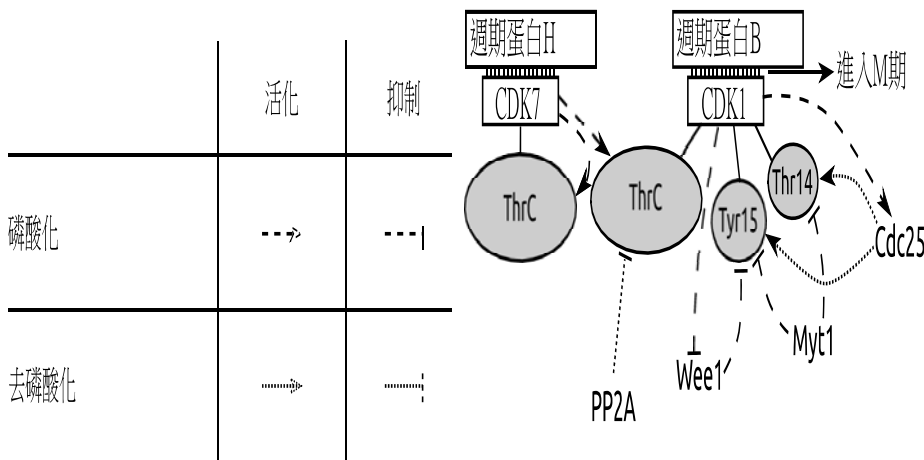 活化
抑制
磷酸化
去磷酸化
週期蛋白H
週期蛋白B
CDK7
CDK1
進入M期
ThrC
ThrC
Tyr15
Thr14
Cdc25
Myt1
Wee1
PP2A